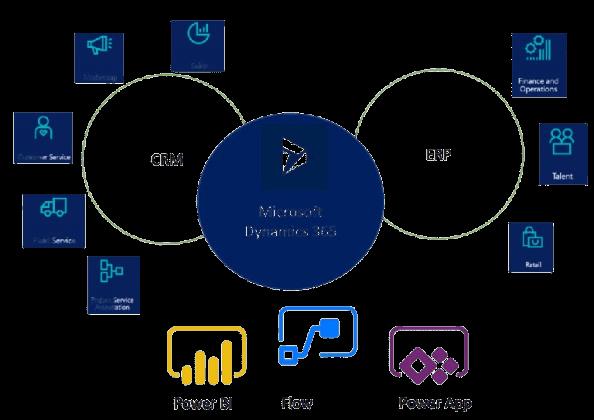 Marketing
Sales
Customer Service
Field Service
Project Service
Automation
CRM
Microsoft
Dynamics 365
ERP
Finance and
Operations
Talent
Retail
Power BI
Flow
Power App